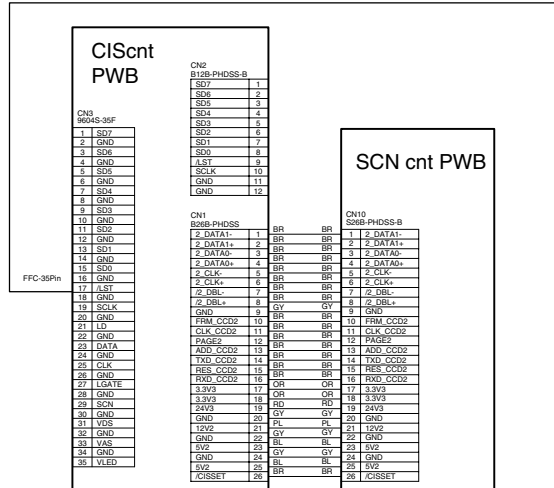 CIScnt
PWB
CN2
B12B-PHDSS-B
SD7 1
SD6 2
SD5 3
SD4 4
SD3 5
SD2 6
SD1 7
SD0 8
/LST 9
SCLK 10
GND 11
GND 12
CN3
9604S-35F
1 SD7
2 GND
3 SD6
4 GND
5 SD5
6 GND
7 SD4
8 GND
9 SD3
10 GND
11 SD2
12 GND
13 SD1
14 GND
15 SD0
16 GND
17 /LST
18 GND
19 SCLK
20 GND
21 LD
22 GND
23 DATA
24 GND
25 CLK
26 GND
27 LGATE
28 GND
29 SCN
30 GND
31 VDS
32 GND
33 VAS
34 GND
35 VLED
FFC-35Pin
SCN cnt PWB
CN1
B26B-PHDSS
CN10
S26B-PHDSS-B
2_DATA1- 1 BR BR 1 2_DATA1-
2_DATA1+ 2 BR BR 2 2_DATA1+
2_DATA0- 3 BR BR 3 2_DATA0-
2_DATA0+ 4 BR BR 4 2_DATA0+
2_CLK- 5 BR BR 5 2_CLK-
2_CLK+ 6 BR BR 6 2_CLK+
/2_DBL- 7 BR BR 7 /2_DBL-
/2_DBL+ 8 BR BR 8 /2_DBL+
GND 9 GY GY 9 GND
FRM_CCD2 10 BR BR 10 FRM_CCD2
CLK_CCD2 11 BR BR 11 CLK_CCD2
PAGE2 12 BR BR 12 PAGE2
ADD_CCD2 13 BR BR 13 ADD_CCD2
TXD_CCD2 14 BR BR 14 TXD_CCD2
RES_CCD2 15 BR BR 15 RES_CCD2
RXD_CCD2 16 BR BR 16 RXD_CCD2
3.3V3 17 OR OR 17 3.3V3
3.3V3 18 OR OR 18 3.3V3
24V3 19 RD RD 19 24V3
GND 20 GY GY 20 GND
12V2 21 PL PL 21 12V2
GND 22 GY GY 22 GND
5V2 23 BL BL 23 5V2
GND 24 GY GY 24 GND
5V2 25 BL BL 25 5V2
/CISSET 26 BR BR 26 /CISSET